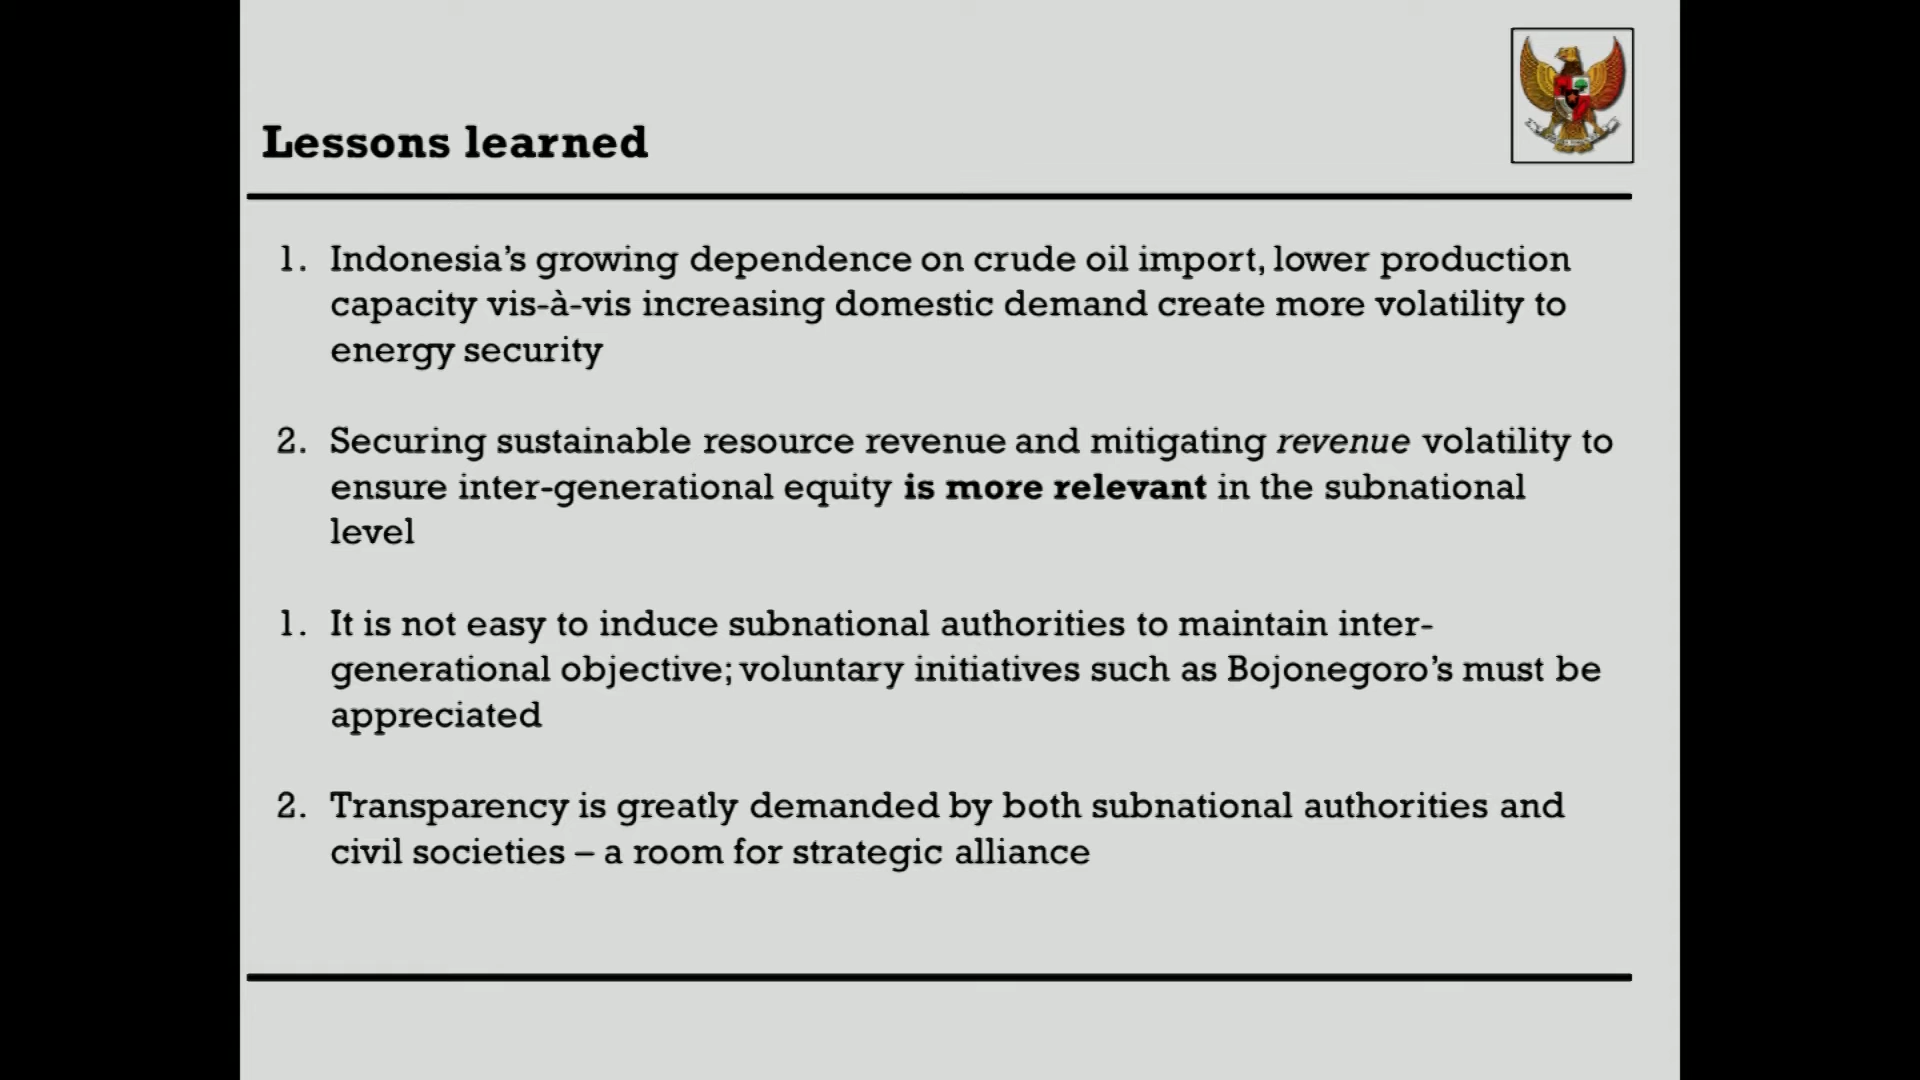 Lessons learned
1. Indonesia’s growing dependence on crude oil import, lower production
capacity vis-à-vis increasing domestic demand create more volatility to
energy security
2. Securing sustainable resource revenue and mitigating revenue volatility to
ensure inter-generational equity is more relevant in the subnational
level
1. It is not easy to induce subnational authorities to maintain inter-
generational objective; voluntary initiatives such as Bojonegoro’s must be
appreciated
2. Transparency is greatly demanded by both subnational authorities and
civil societies – a room for strategic alliance